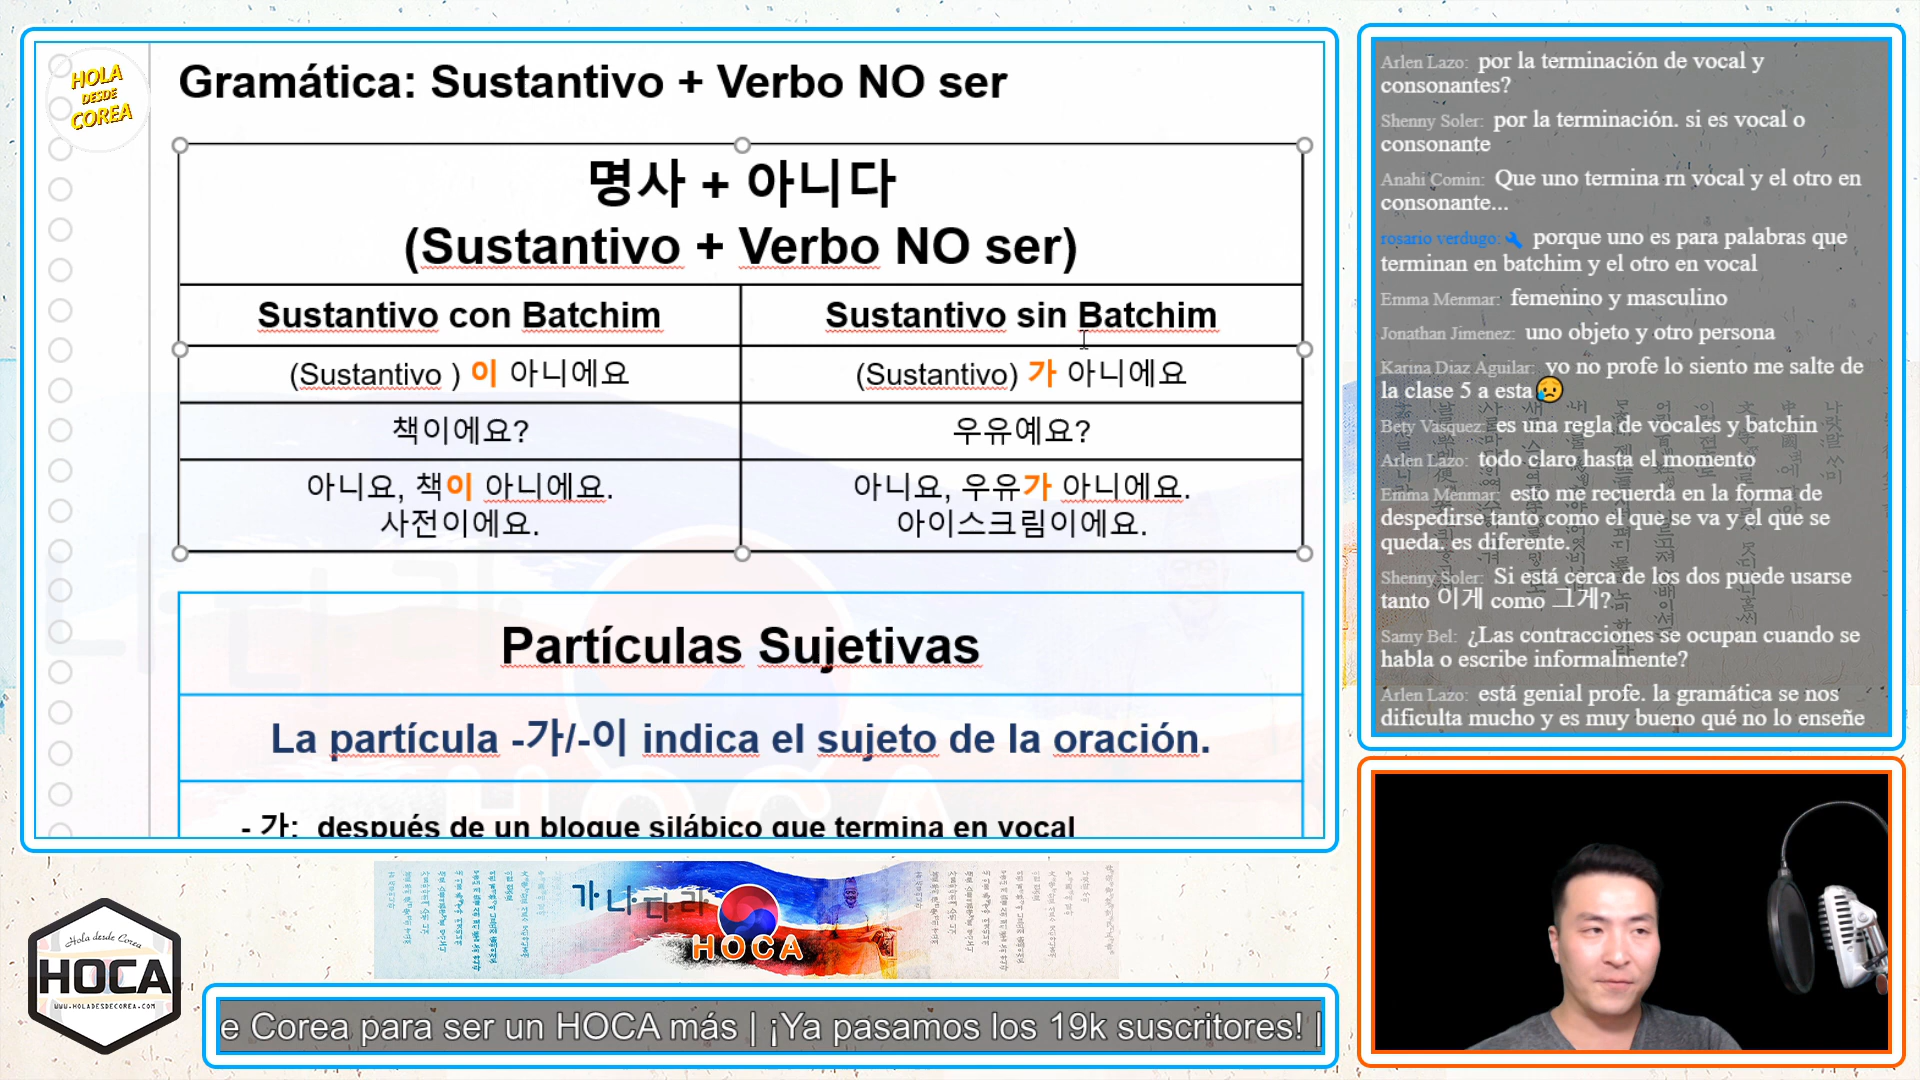 HOLA
DESDE
COREA
Gramática: Sustantivo + Verbo NO ser
명사 + 아니다
(Sustantivo + Verbo NO ser)
Sustantivo con Batchim
Sustantivo sin Batchim
(Sustantivo ) 이 아니에요
(Sustantivo) 가 아니에요
책이에요?
우유예요?
아니요, 책이 아니에요.
사전이에요.
아니요, 우유가 아니에요.
아이스크림이에요.
Partículas Sujetivas
La partícula -가/-이 indica el sujeto de la oración.
- 가: después de un bloque silábico que termina en vocal
Arlen Lazo: por la terminación de vocal y
consonantes?
Shenny Soler: por la terminación. si es vocal o
consonante
Anahi Comin: Que uno termina rn vocal y el otro en
consonante...
rosario verdugo: porque uno es para palabras que
terminan en batchim y el otro en vocal
Emma Menmar: femenino y masculino
Jonathan Jimenez: uno objeto y otro persona
Karina Diaz Aguilar: yo no profe lo siento me salte de
la clase 5 a esta😥
Bety Vasquez: es una regla de vocales y batchin
Arlen Lazo: todo claro hasta el momento
Emma Menmar: esto me recuerda en la forma de
despedirse tanto como el que se va y el que se
queda. es diferente.
Shenny Soler: Si está cerca de los dos puede usarse
tanto 이게 como 그게?
Samy Bel: ¿Las contracciones se ocupan cuando se
habla o escribe informalmente?
Arlen Lazo: está genial profe. la gramática se nos
dificulta mucho y es muy bueno qué no lo enseñe
가나다라
HOCA
Hola desde Corea
HOCA
WWW.HOLADESDECOREA.COM
e Corea para ser un HOCA más | ¡Ya pasamos los 19k suscritores! |